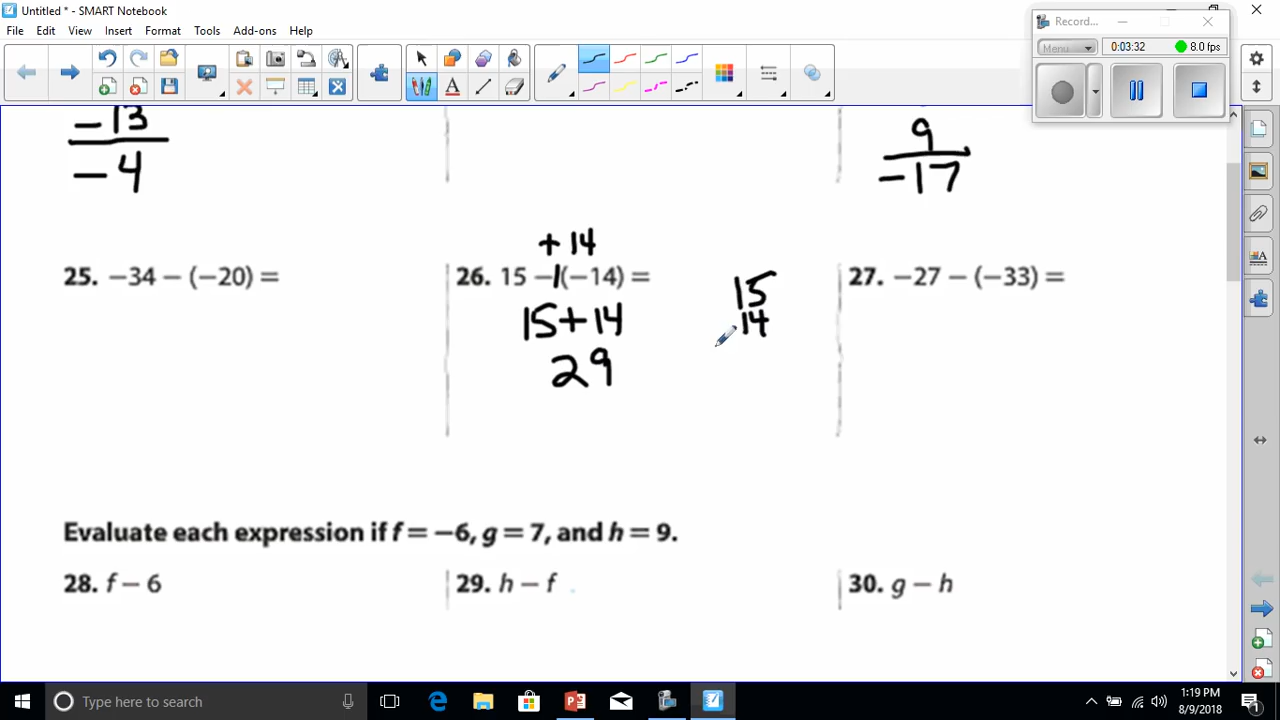 Untitled * - SMART Notebook
File Edit View Insert Format Tools Add-ons Help
Record...
Menu
0:03:32
8.0 fps
-13
-4
9
-17
+ 14
25. −34 − (−20) =
26. 15 −1(−14) =
27. −27 − (−33) =
15+14
29
15
14
Evaluate each expression if f = −6, g = 7, and h = 9.
28. f − 6
29. h − f
30. g − h
Type here to search
1:19 PM
8/9/2018